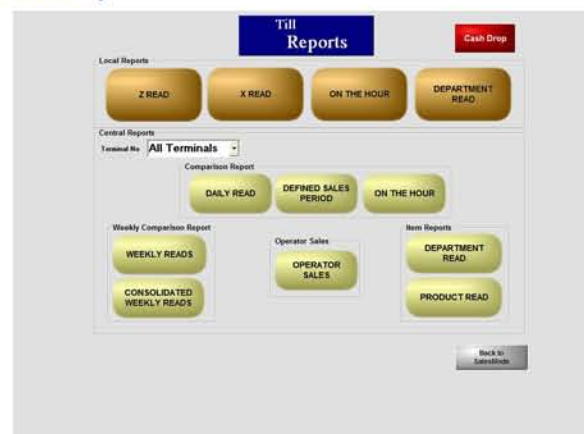 Till
Reports
Cash Drop
Local Reports
Z READ
X READ
ON THE HOUR
DEPARTMENT
READ
Central Reports
Terminal No All Terminals
Comparison Report
DAILY READ
DEFINED SALES
PERIOD
ON THE HOUR
Weekly Comparison Report
WEEKLY READS
CONSOLIDATED
WEEKLY READS
Operator Sales
OPERATOR
SALES
Item Reports
DEPARTMENT
READ
PRODUCT READ
Back to
SalesMode